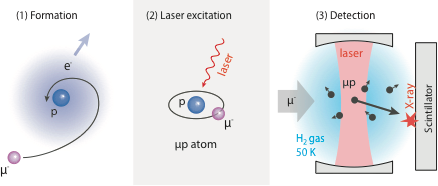 (1) Formation
e⁻
p
μ⁻
(2) Laser excitation
laser
p
μ⁻
μp atom
(3) Detection
laser
μp
μ⁻
X-ray
Scintillator
H₂ gas
50 K